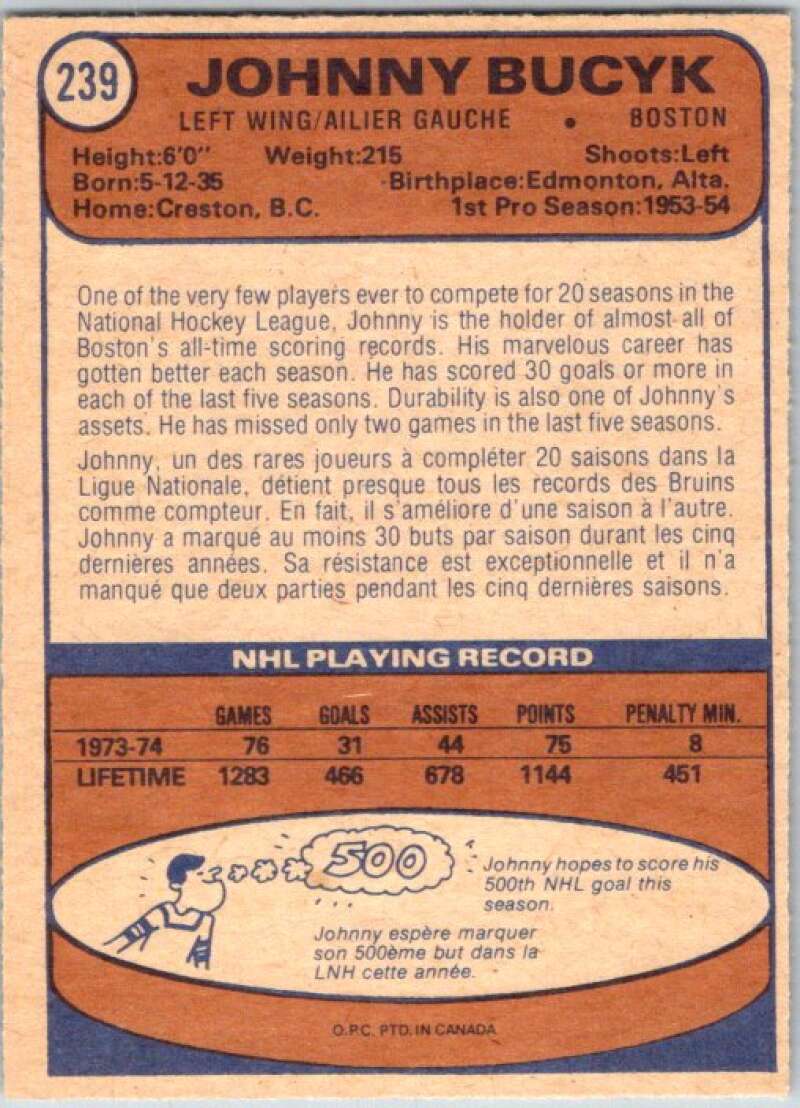 239
JOHNNY BUCYK
LEFT WING/AILIER GAUCHE • BOSTON
Height:6'0" Weight:215 Shoots:Left
Born:5-12-35 Birthplace:Edmonton, Alta.
Home:Creston, B.C. 1st Pro Season:1953-54
One of the very few players ever to compete for 20 seasons in the
National Hockey League, Johnny is the holder of almost all of
Boston's all-time scoring records. His marvelous career has
gotten better each season. He has scored 30 goals or more in
each of the last five seasons. Durability is also one of Johnny's
assets. He has missed only two games in the last five seasons.
Johnny, un des rares joueurs à compléter 20 saisons dans la
Ligue Nationale, détient presque tous les records des Bruins
comme compteur. En fait, il s'améliore d'une saison à l'autre.
Johnny a marqué au moins 30 buts par saison durant les cinq
dernières années. Sa résistance est exceptionnelle et il n'a
manqué que deux parties pendant les cinq dernières saisons.
NHL PLAYING RECORD
GAMES GOALS ASSISTS POINTS PENALTY MIN.
1973-74 76 31 44 75 8
LIFETIME 1283 466 678 1144 451
500
Johnny hopes to score his
500th NHL goal this
season.
Johnny espère marquer
son 500ème but dans la
LNH cette année.
O.P.C. PTD. IN CANADA